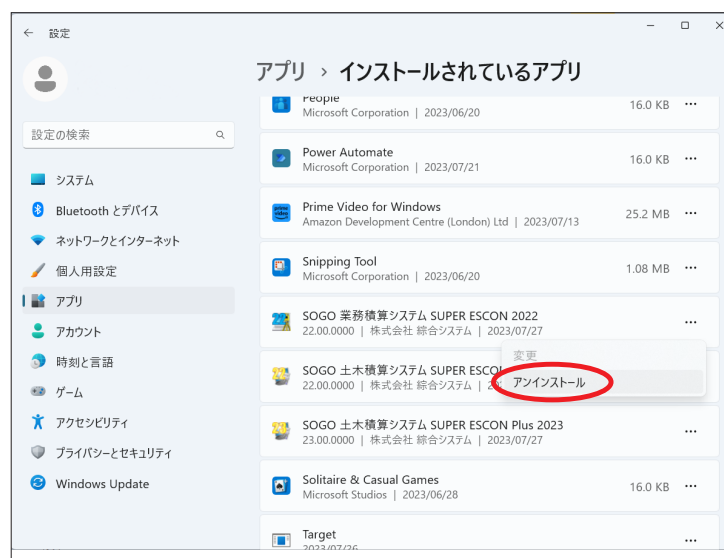 設定
アプリ › インストールされているアプリ
設定の検索
システム
Bluetooth とデバイス
ネットワークとインターネット
個人用設定
アプリ
アカウント
時刻と言語
ゲーム
アクセシビリティ
プライバシーとセキュリティ
Windows Update
People
Microsoft Corporation | 2023/06/20
16.0 KB
Power Automate
Microsoft Corporation | 2023/07/21
16.0 KB
Prime Video for Windows
Amazon Development Centre (London) Ltd | 2023/07/13
25.2 MB
Snipping Tool
Microsoft Corporation | 2023/06/20
1.08 MB
SOGO 業務積算システム SUPER ESCON 2022
22.00.0000 | 株式会社 綜合システム | 2023/07/27
変更
アンインストール
SOGO 土木積算システム SUPER ESCO
22.00.0000 | 株式会社 綜合システム | 2
SOGO 土木積算システム SUPER ESCON Plus 2023
23.00.0000 | 株式会社 綜合システム | 2023/07/27
Solitaire & Casual Games
Microsoft Studios | 2023/06/28
16.0 KB
Target
2023/07/26